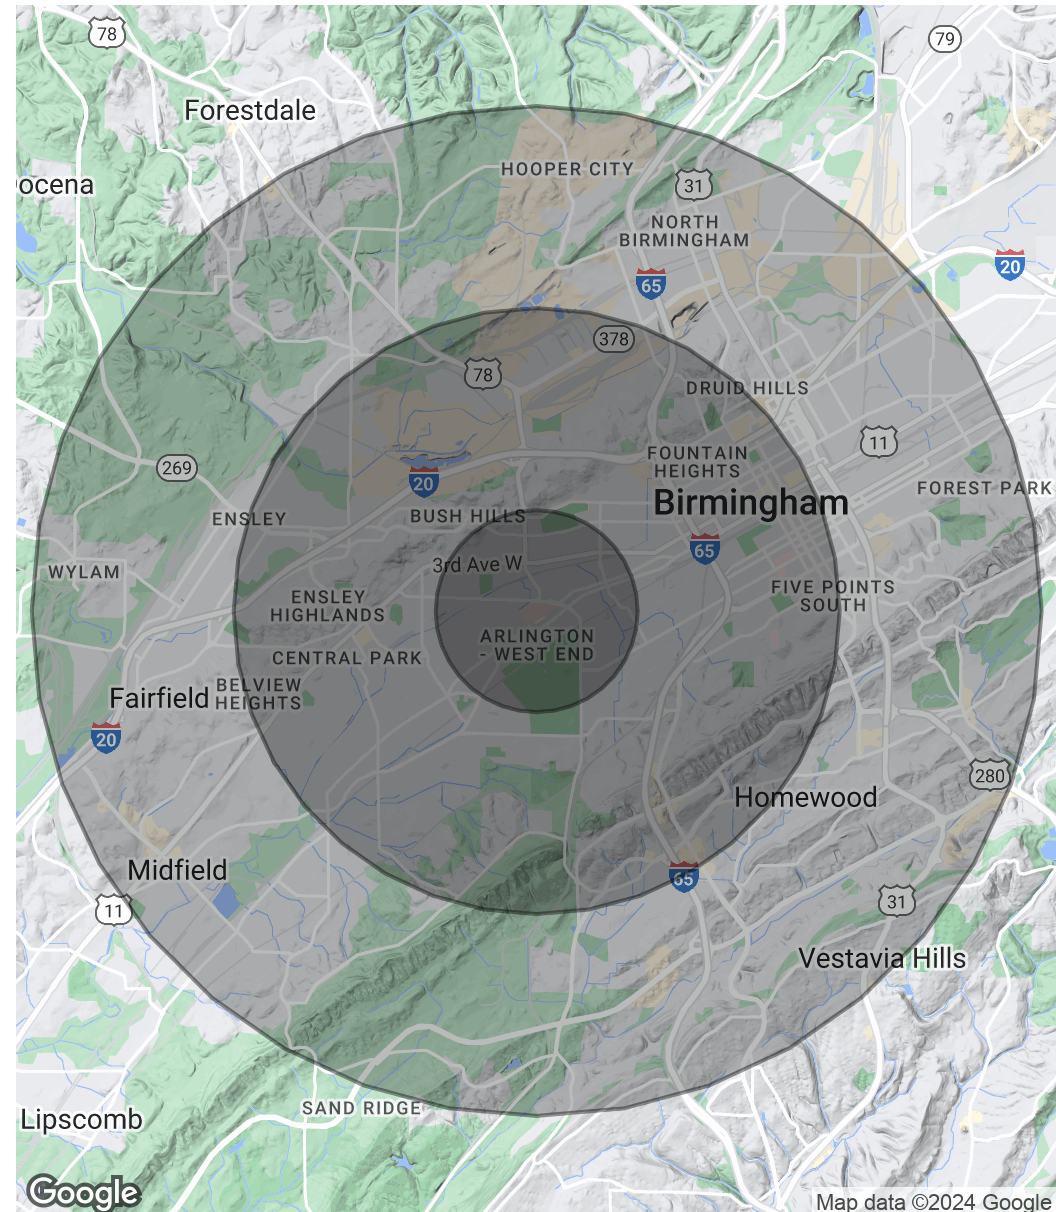 78
79
Forestdale
HOOPER CITY
ocena
31
NORTH
BIRMINGHAM
20
65
378
78
DRUID HILLS
11
FOUNTAIN
HEIGHTS
269
20
FOREST PARK
Birmingham
BUSH HILLS
ENSLEY
65
3rd Ave W
WYLAM
FIVE POINTS
SOUTH
ENSLEY
HIGHLANDS
ARLINGTON
- WEST END
CENTRAL PARK
BELVIEW
HEIGHTS
Fairfield
20
280
Homewood
Midfield
65
31
11
Vestavia Hills
SAND RIDGE
Lipscomb
Google
Map data ©2024 Google